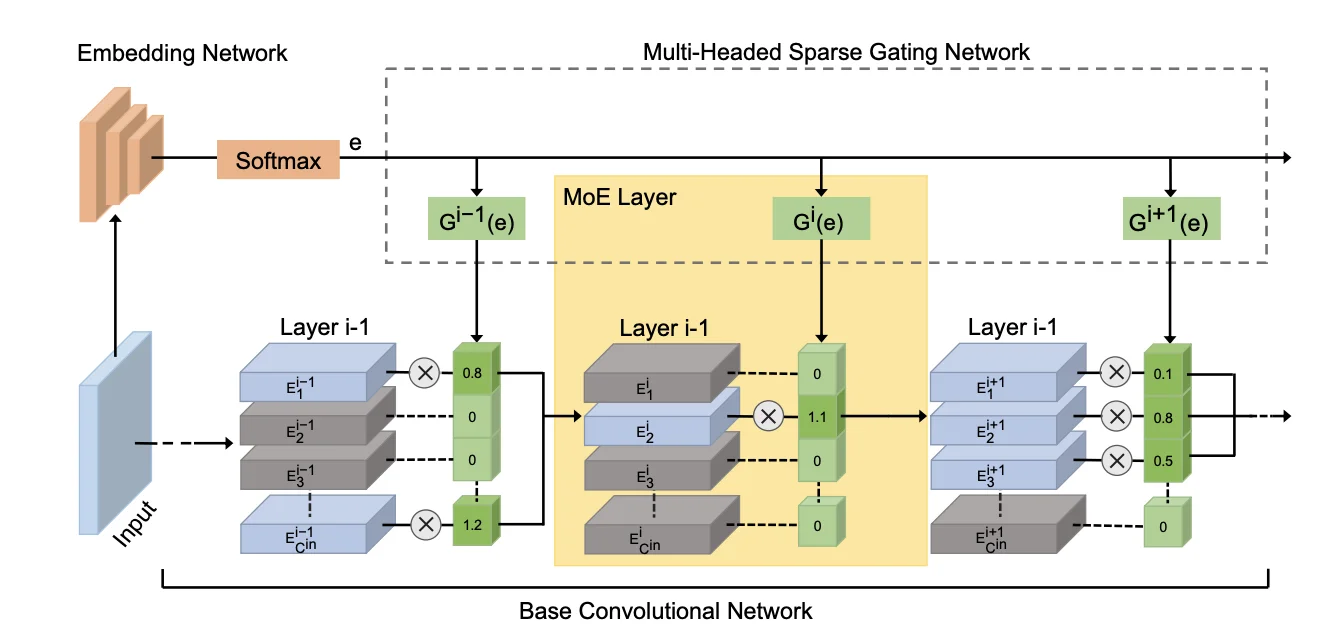 Embedding Network
Multi-Headed Sparse Gating Network
Softmax
e
MoE Layer
G^{i−1}(e)
G^{i}(e)
G^{i+1}(e)
Input
Layer i-1
E_1^{i−1}
E_2^{i−1}
E_3^{i−1}
E_{C^{in}}^{i−1}
0.8
0
0
1.2
Layer i-1
E_1^{i}
E_2^{i}
E_3^{i}
E_{C^{in}}^{i}
0
1.1
0
0
Layer i-1
E_1^{i+1}
E_2^{i+1}
E_3^{i+1}
E_{C^{in}}^{i+1}
0.1
0.8
0.5
0
Base Convolutional Network